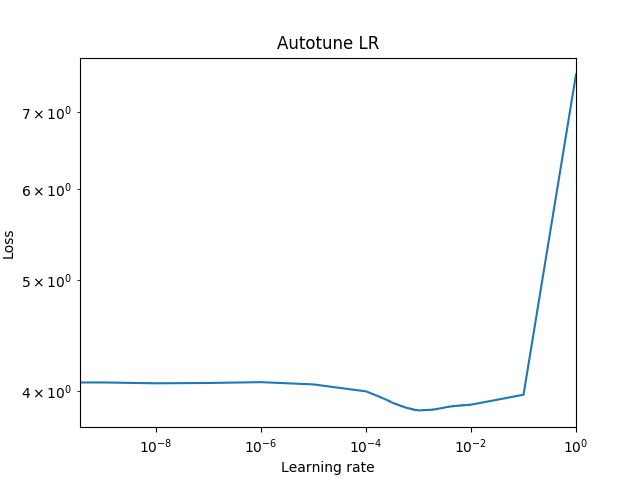 Autotune LR
7 × 10⁰
6 × 10⁰
5 × 10⁰
4 × 10⁰
Loss
10⁻⁸ 10⁻⁶ 10⁻⁴ 10⁻² 10⁰
Learning rate